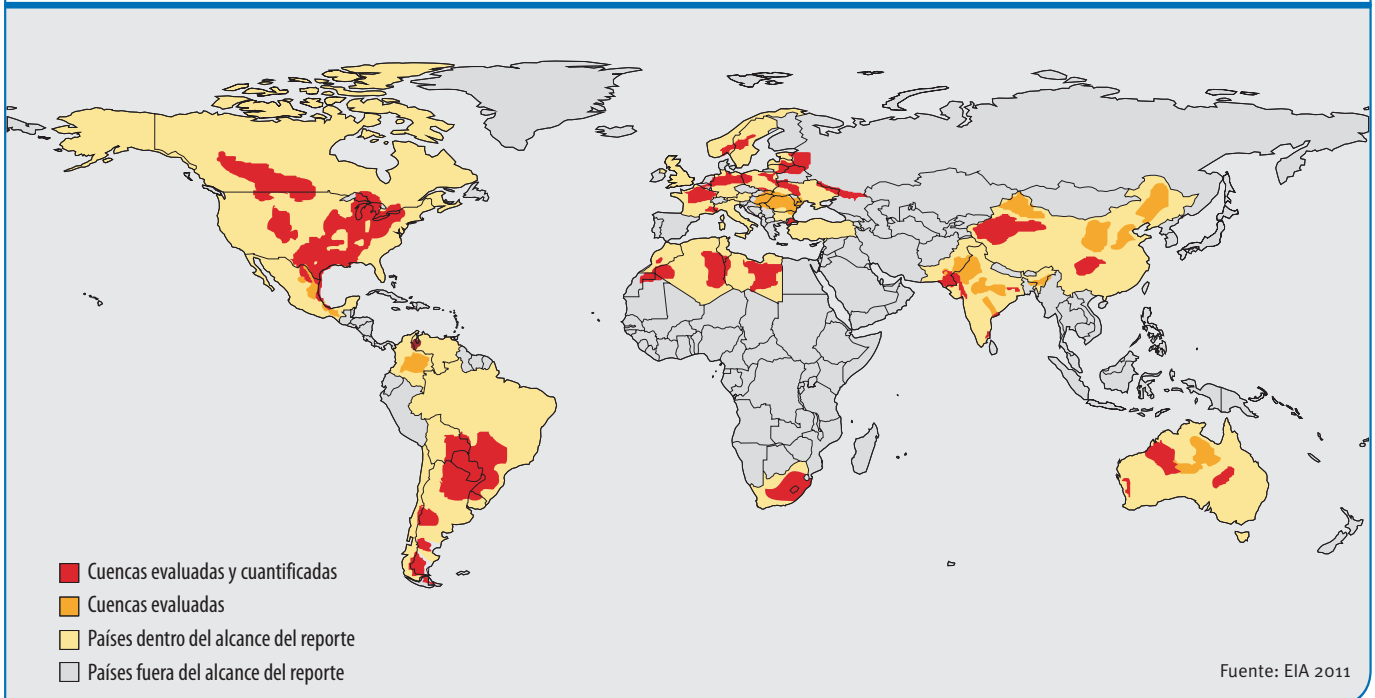 Cuencas evaluadas y cuantificadas
Cuencas evaluadas
Países dentro del alcance del reporte
Países fuera del alcance del reporte
Fuente: EIA 2011